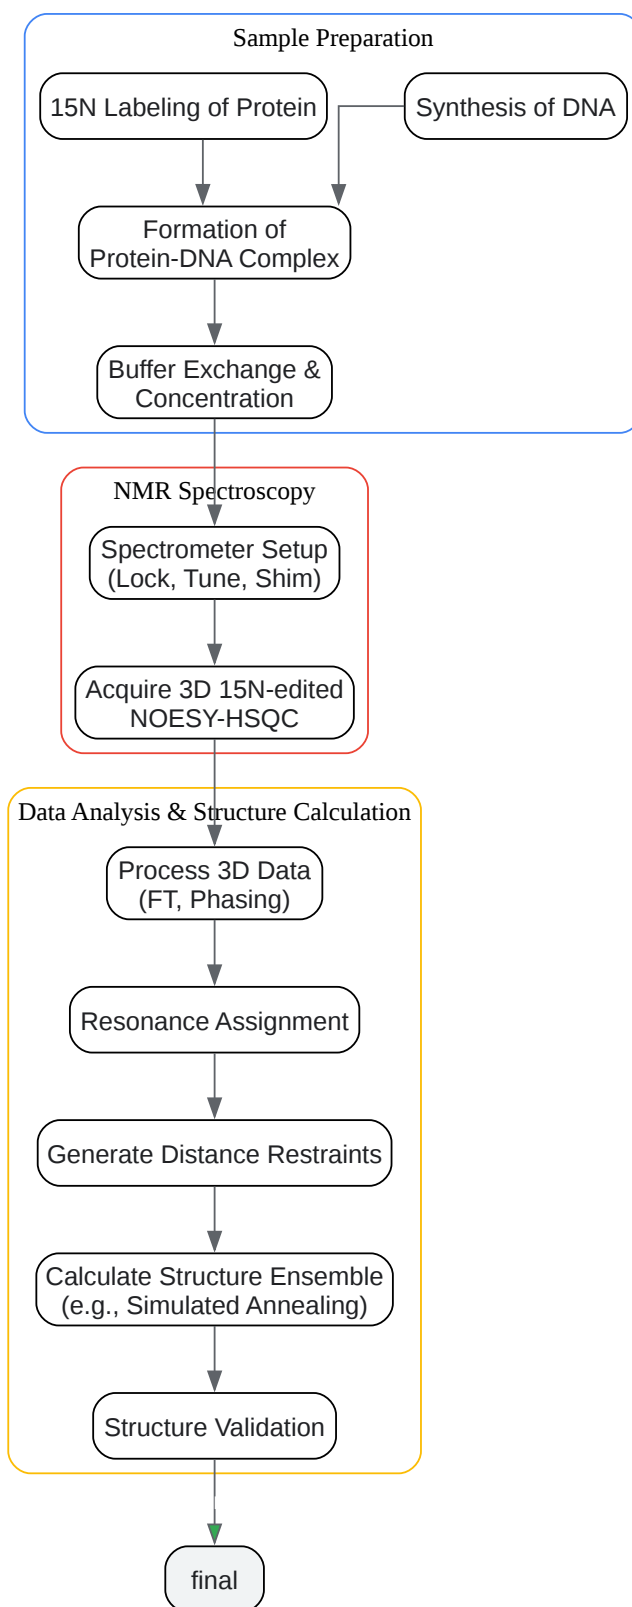 Sample Preparation
15N Labeling of Protein
Synthesis of DNA
Formation of
Protein-DNA Complex
Buffer Exchange &
Concentration
NMR Spectroscopy
Spectrometer Setup
(Lock, Tune, Shim)
Acquire 3D 15N-edited
NOESY-HSQC
Data Analysis & Structure Calculation
Process 3D Data
(FT, Phasing)
Resonance Assignment
Generate Distance Restraints
Calculate Structure Ensemble
(e.g., Simulated Annealing)
Structure Validation
final